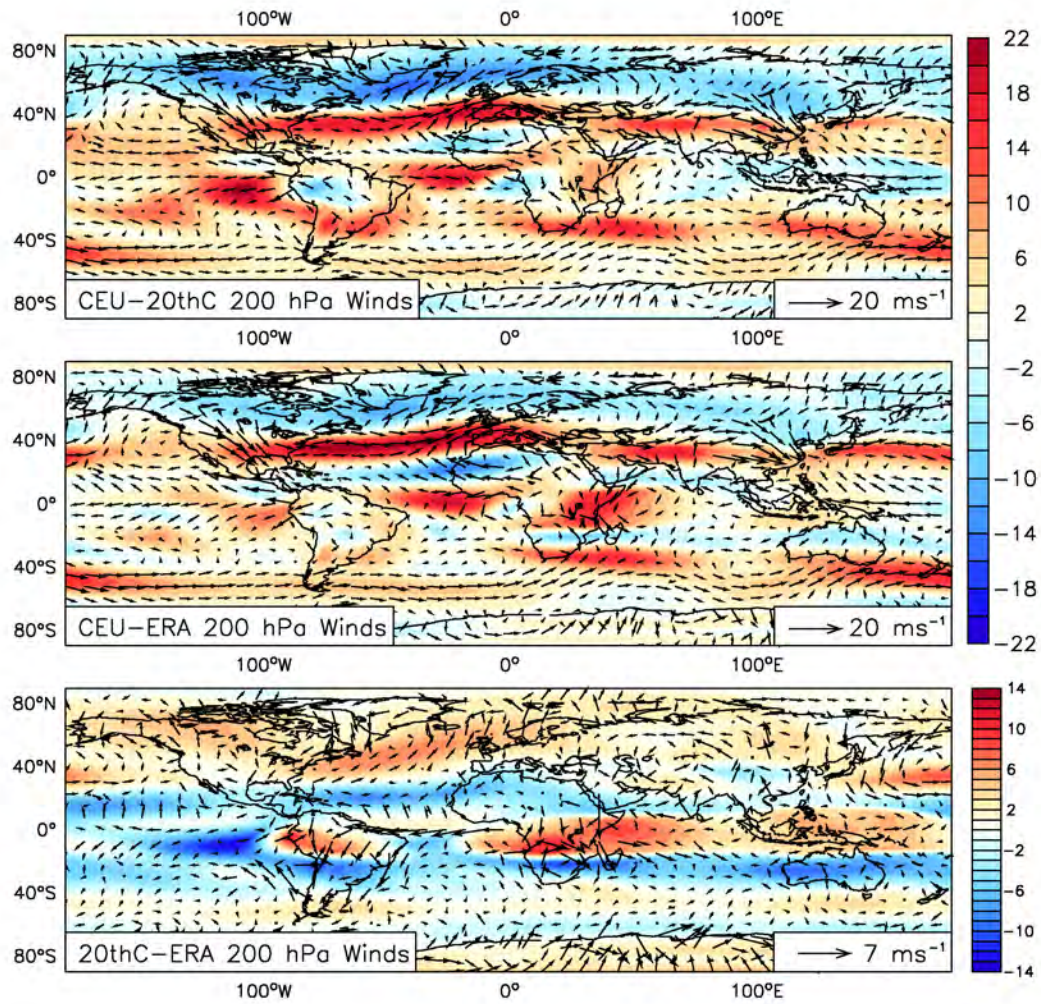 100°W 0° 100°E
80°N
40°N
0°
40°S
80°S
CEU−20thC 200 hPa Winds
20 ms⁻¹
100°W 0° 100°E
80°N
40°N
0°
40°S
80°S
CEU−ERA 200 hPa Winds
20 ms⁻¹
100°W 0° 100°E
22
18
14
10
6
2
−2
−6
−10
−14
−18
−22
80°N
40°N
0°
40°S
80°S
20thC−ERA 200 hPa Winds
7 ms⁻¹
100°W 0° 100°E
14
10
6
2
−2
−6
−10
−14